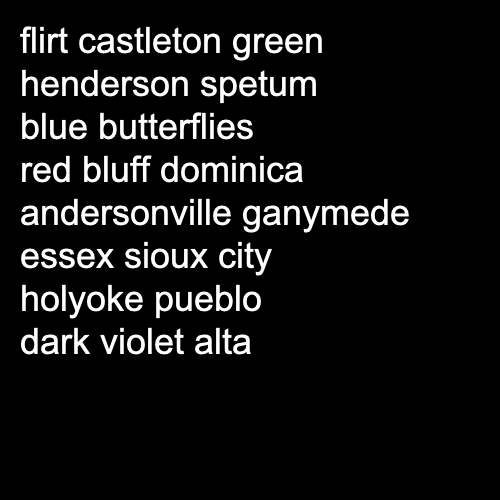 flirt castleton green
henderson spetum
blue butterflies
red bluff dominica
andersonville ganymede
essex sioux city
holyoke pueblo
dark violet alta